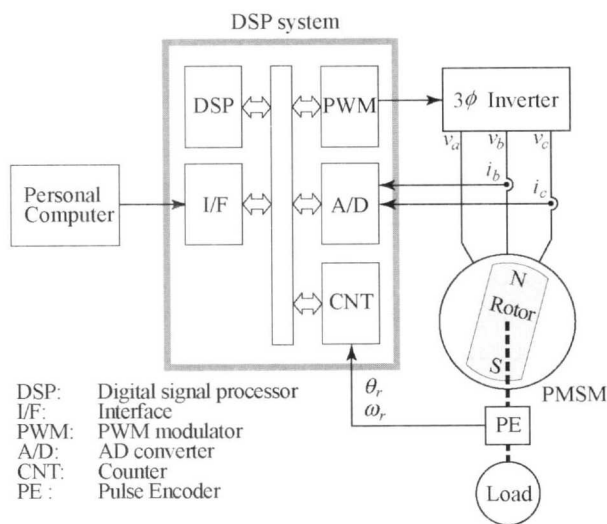 DSP system
DSP
PWM
3ϕ Inverter
v_a
v_b
v_c
i_b
i_c
Personal
Computer
I/F
A/D
N
Rotor
S
CNT
θ_r
ω_r
PMSM
PE
Load
DSP: Digital signal processor
I/F: Interface
PWM: PWM modulator
A/D: AD converter
CNT: Counter
PE : Pulse Encoder